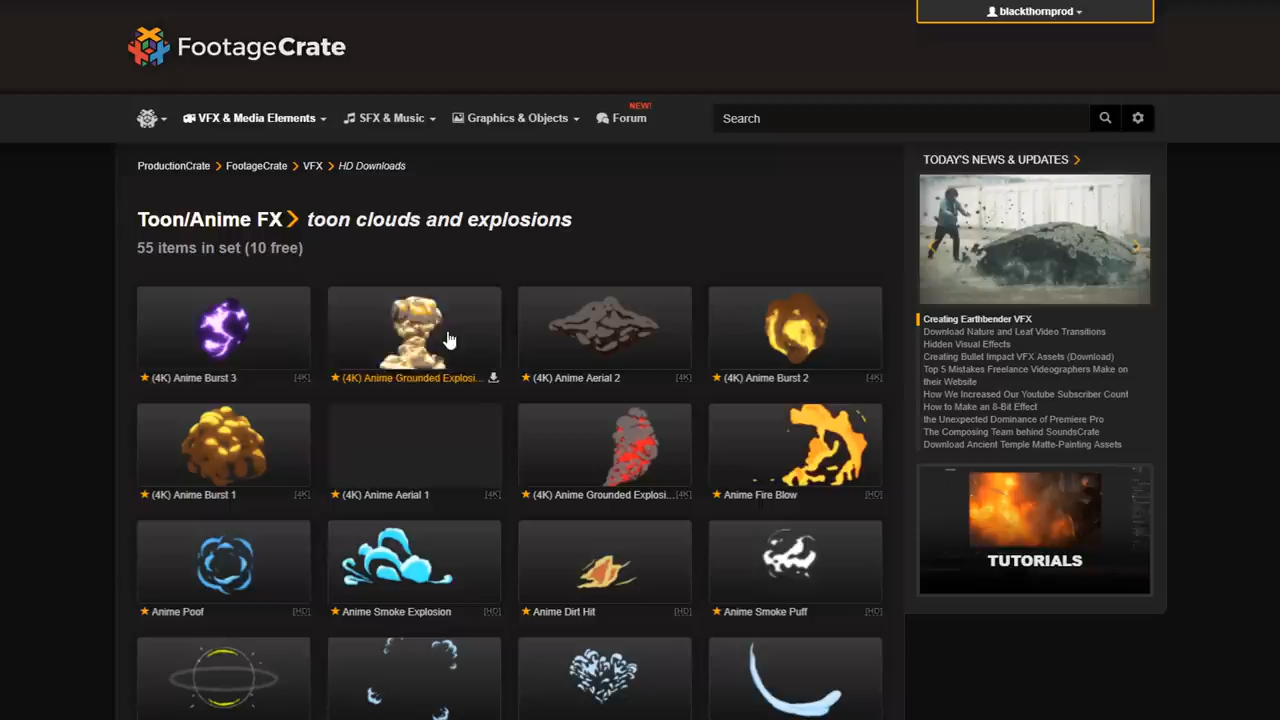 blackthornprod
FootageCrate
VFX & Media Elements
SFX & Music
Graphics & Objects
NEW!
Forum
Search
ProductionCrate
FootageCrate
VFX
HD Downloads
Toon/Anime FX
toon clouds and explosions
55 items in set (10 free)
(4K) Anime Burst 3
[4K]
(4K) Anime Grounded Explosi...
(4K) Anime Aerial 2
[4K]
(4K) Anime Burst 2
[4K]
(4K) Anime Burst 1
[4K]
(4K) Anime Aerial 1
[4K]
(4K) Anime Grounded Explosi...
[4K]
Anime Fire Blow
[HD]
Anime Poof
[HD]
Anime Smoke Explosion
[HD]
Anime Dirt Hit
[HD]
Anime Smoke Puff
[HD]
TODAY'S NEWS & UPDATES
Creating Earthbender VFX
Download Nature and Leaf Video Transitions
Hidden Visual Effects
Creating Bullet Impact VFX Assets (Download)
Top 5 Mistakes Freelance Videographers Make on
their Website
How We Increased Our Youtube Subscriber Count
How to Make an 8-Bit Effect
the Unexpected Dominance of Premiere Pro
The Composing Team behind SoundsCrate
Download Ancient Temple Matte-Painting Assets
TUTORIALS